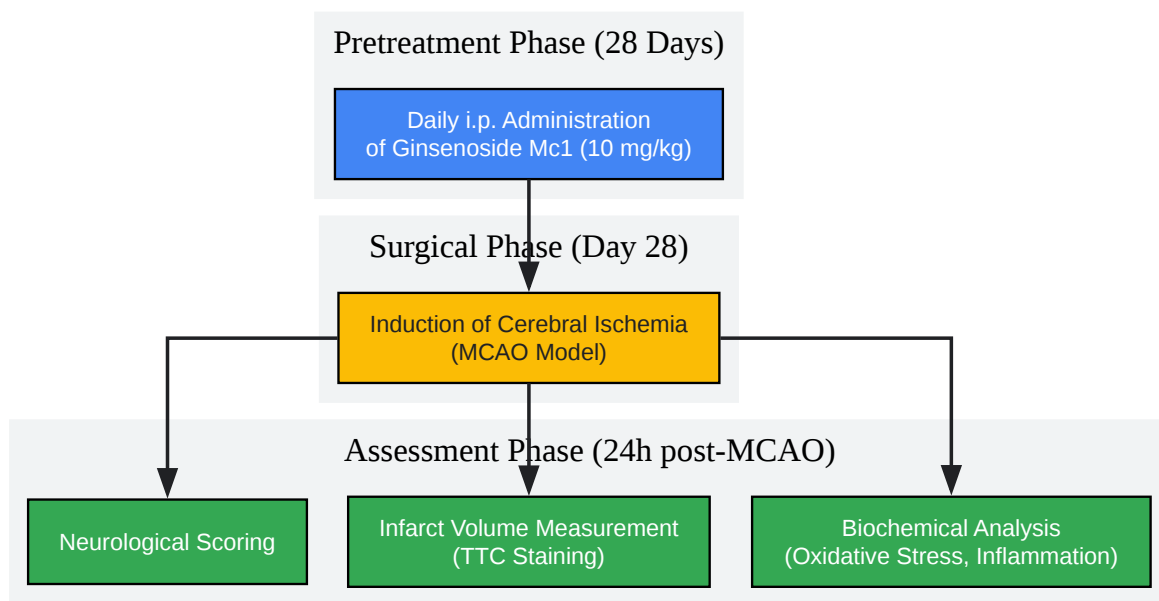 Pretreatment Phase (28 Days)
Daily i.p. Administration
of Ginsenoside Mc1 (10 mg/kg)
Surgical Phase (Day 28)
Induction of Cerebral Ischemia
(MCAO Model)
Assessment Phase (24h post-MCAO)
Neurological Scoring
Infarct Volume Measurement
(TTC Staining)
Biochemical Analysis
(Oxidative Stress, Inflammation)